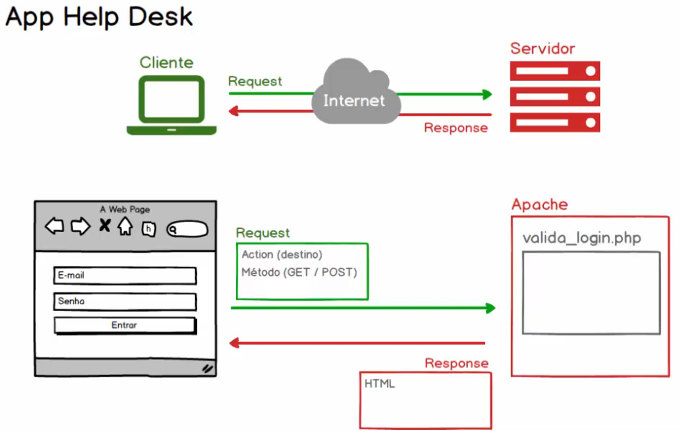 App Help Desk
Cliente
Servidor
Request
Internet
Response
A Web Page
h
E-mail
Senha
Entrar
Request
Action (destino)
Método (GET / POST)
Apache
valida_login.php
Response
HTML